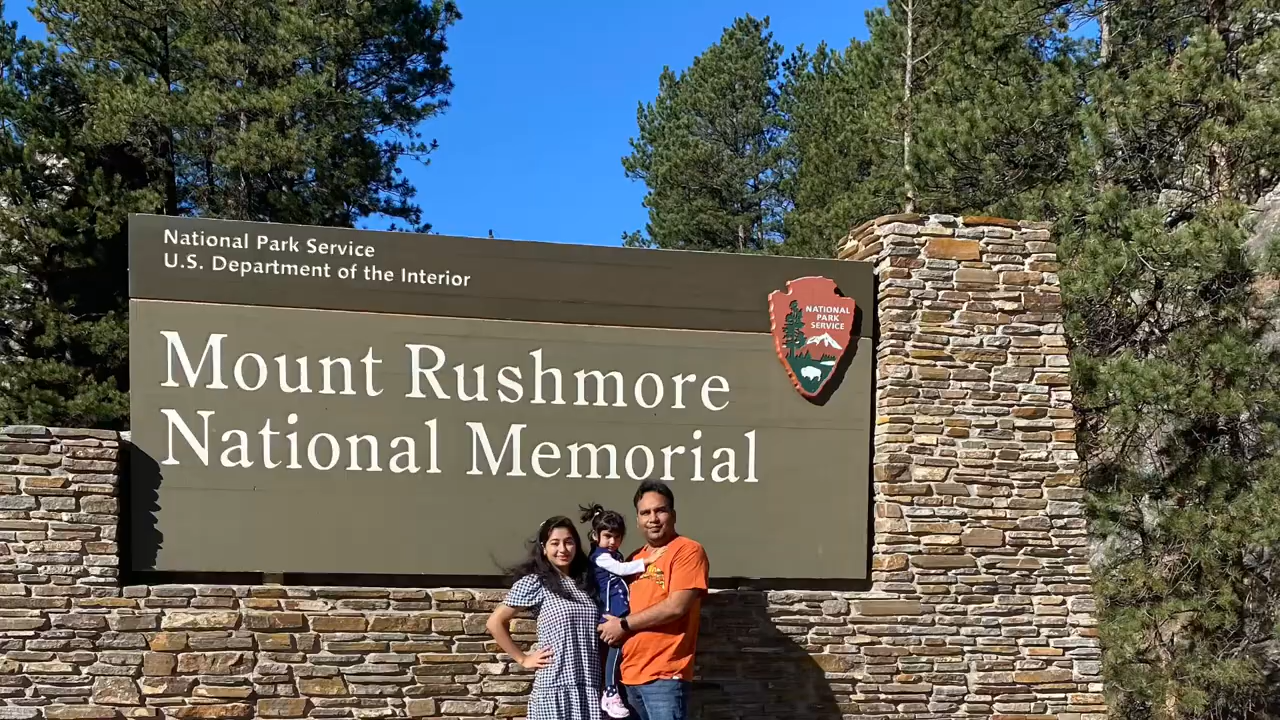 National Park Service
U.S. Department of the Interior
Mount Rushmore
National Memorial
NATIONAL
PARK
SERVICE